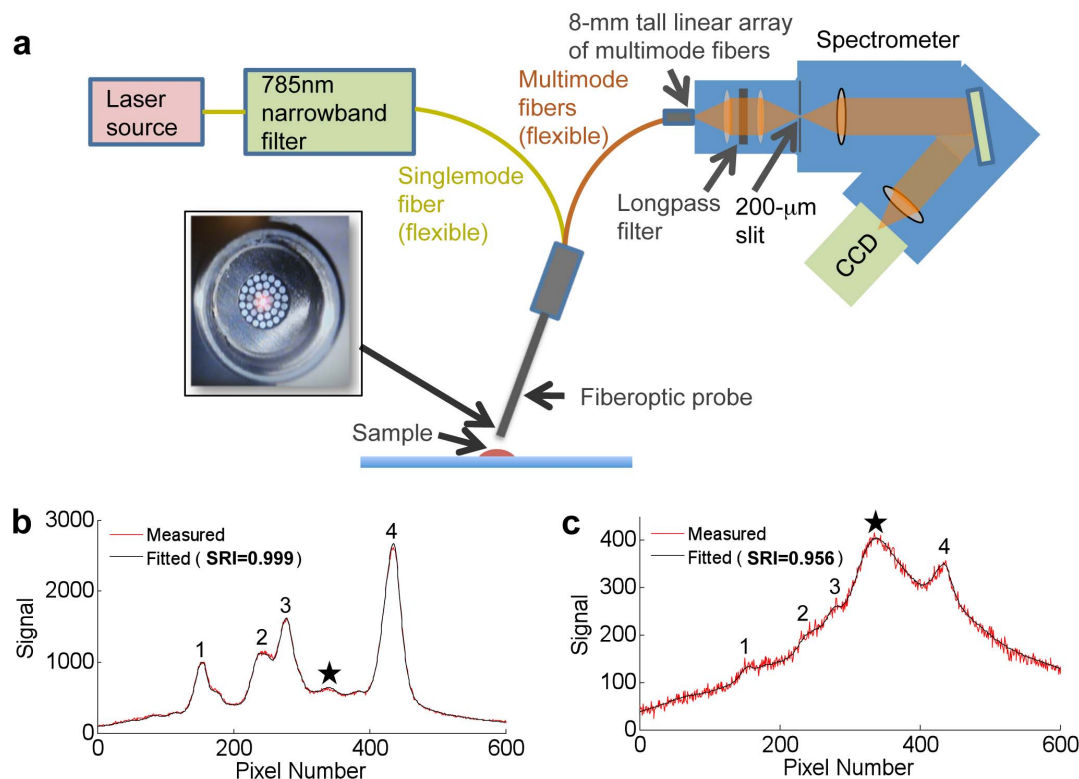 a
Laser
source
785nm
narrowband
filter
Singlemode
fiber
(flexible)
Multimode
fibers
(flexible)
8-mm tall linear array
of multimode fibers
Spectrometer
Longpass
filter
200-μm
slit
CCD
Fiberoptic probe
Sample
b
3000
2000
1000
0
Signal
Measured
Fitted ( SRI=0.999)
1
2
3
★
4
0
200
400
600
Pixel Number
c
400
300
200
100
0
Signal
Measured
Fitted ( SRI=0.956)
1
2
3
★
4
0
200
400
600
Pixel Number